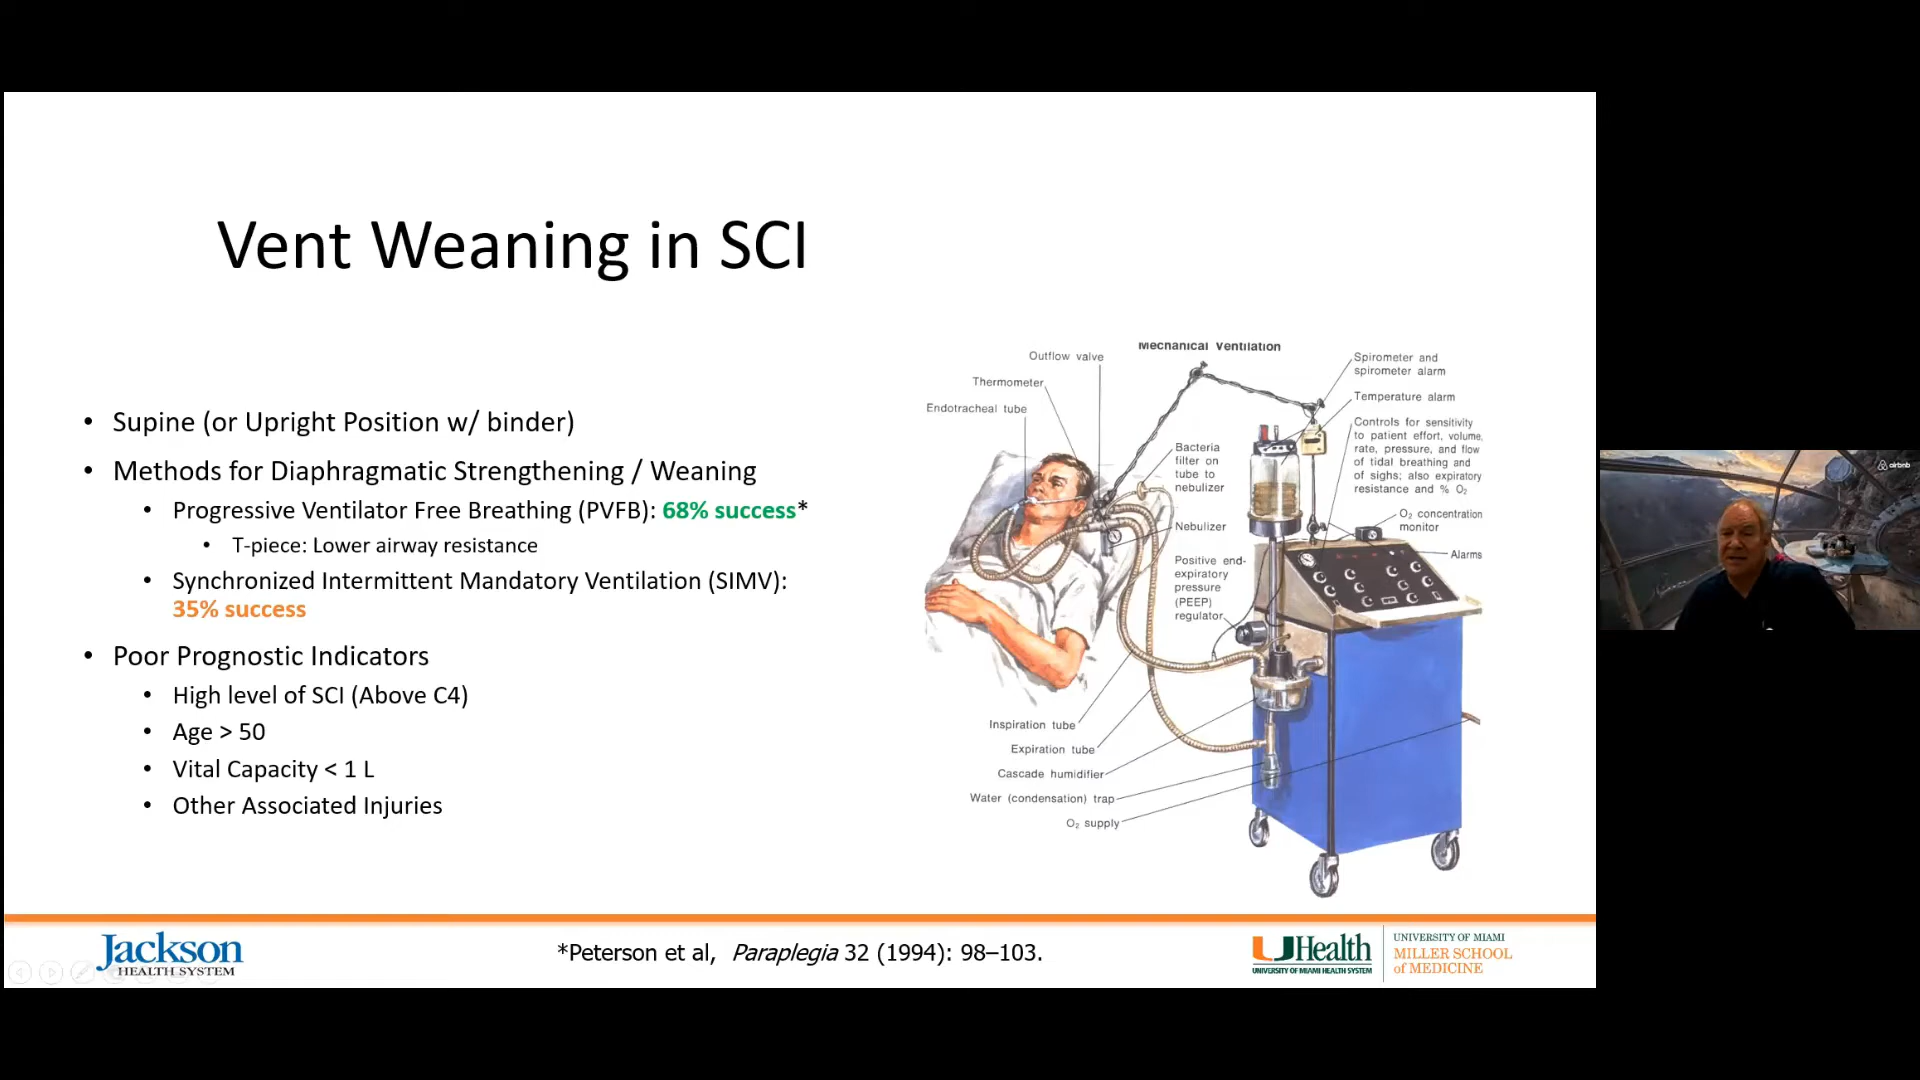 Vent Weaning in SCI
• Supine (or Upright Position w/ binder)
• Methods for Diaphragmatic Strengthening / Weaning
• Progressive Ventilator Free Breathing (PVFB): 68% success*
• T-piece: Lower airway resistance
• Synchronized Intermittent Mandatory Ventilation (SIMV):
35% success
• Poor Prognostic Indicators
• High level of SCI (Above C4)
• Age > 50
• Vital Capacity < 1 L
• Other Associated Injuries
Mechanical Ventilation
Outflow valve
Thermometer
Endotracheal tube
Spirometer and
spirometer alarm
Temperature alarm
Controls for sensitivity
to patient effort, volume,
rate, pressure, and flow
of tidal breathing and
of sighs; also expiratory
resistance and % O₂
Bacteria
filter on
tube to
nebulizer
O₂ concentration
monitor
Nebulizer
Alarms
Positive end-
expiratory
pressure
(PEEP)
regulator
Inspiration tube
Expiration tube
Cascade humidifier
Water (condensation) trap
O₂ supply
Jackson
HEALTH SYSTEM
*Peterson et al, Paraplegia 32 (1994): 98–103.
UHealth
UNIVERSITY OF MIAMI HEALTH SYSTEM
UNIVERSITY OF MIAMI
MILLER SCHOOL
of MEDICINE
airbnb